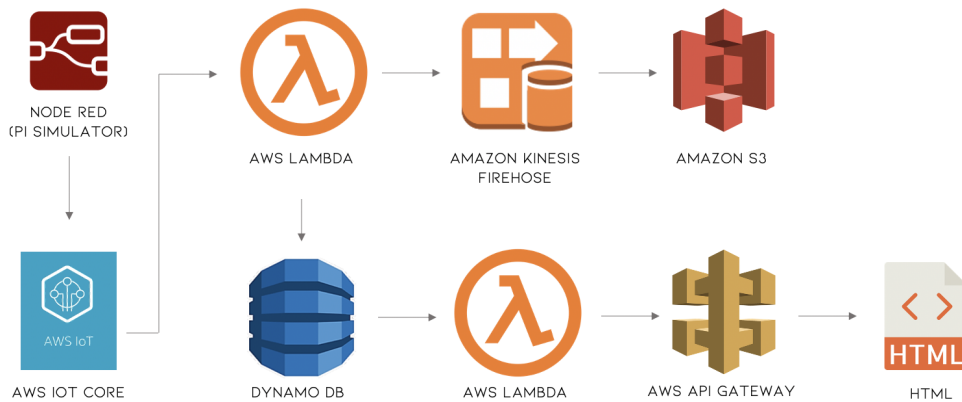 NODE RED
(PI SIMULATOR)
AWS LAMBDA
AMAZON KINESIS
FIREHOSE
AMAZON S3
AWS IoT
AWS IOT CORE
DYNAMO DB
AWS LAMBDA
AWS API GATEWAY
HTML
HTML